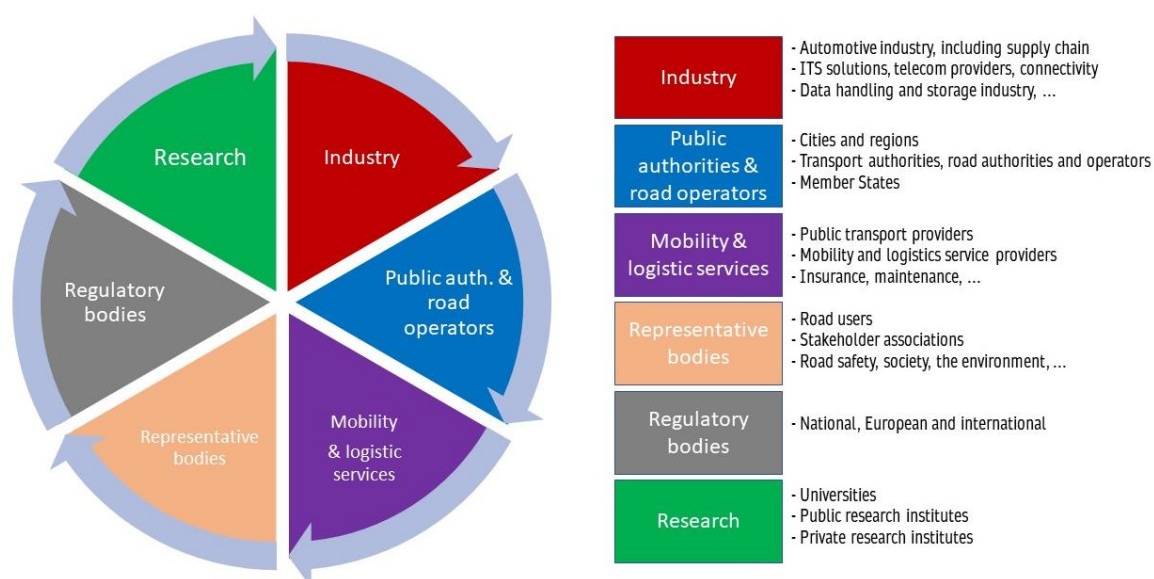 Research
Industry
Regulatory
bodies
Public auth. &
road
operators
Representative
bodies
Mobility
& logistic
services
Industry
- Automotive industry, including supply chain
- ITS solutions, telecom providers, connectivity
- Data handling and storage industry, ...
Public
authorities &
road operators
- Cities and regions
- Transport authorities, road authorities and operators
- Member States
Mobility &
logistic services
- Public transport providers
- Mobility and logistics service providers
- Insurance, maintenance, ...
Representative
bodies
- Road users
- Stakeholder associations
- Road safety, society, the environment, ...
Regulatory
bodies
- National, European and international
Research
- Universities
- Public research institutes
- Private research institutes